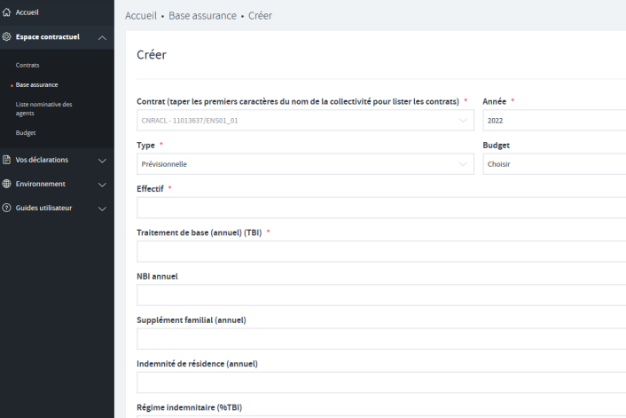 Accueil
Espace contractuel
Contrats
Base assurance
Liste nominative des
agents
Budget
Vos déclarations
Environnement
Guides utilisateur
Accueil • Base assurance • Créer
Créer
Contrat (taper les premiers caractères du nom de la collectivité pour lister les contrats) * Année *
CNRACL - 11013637/ENS01_01 2022
Type * Budget
Prévisionnelle Choisir
Effectif *
Traitement de base (annuel) (TBI) *
NBI annuel
Supplément familial (annuel)
Indemnité de résidence (annuel)
Régime indemnitaire (%TBI)